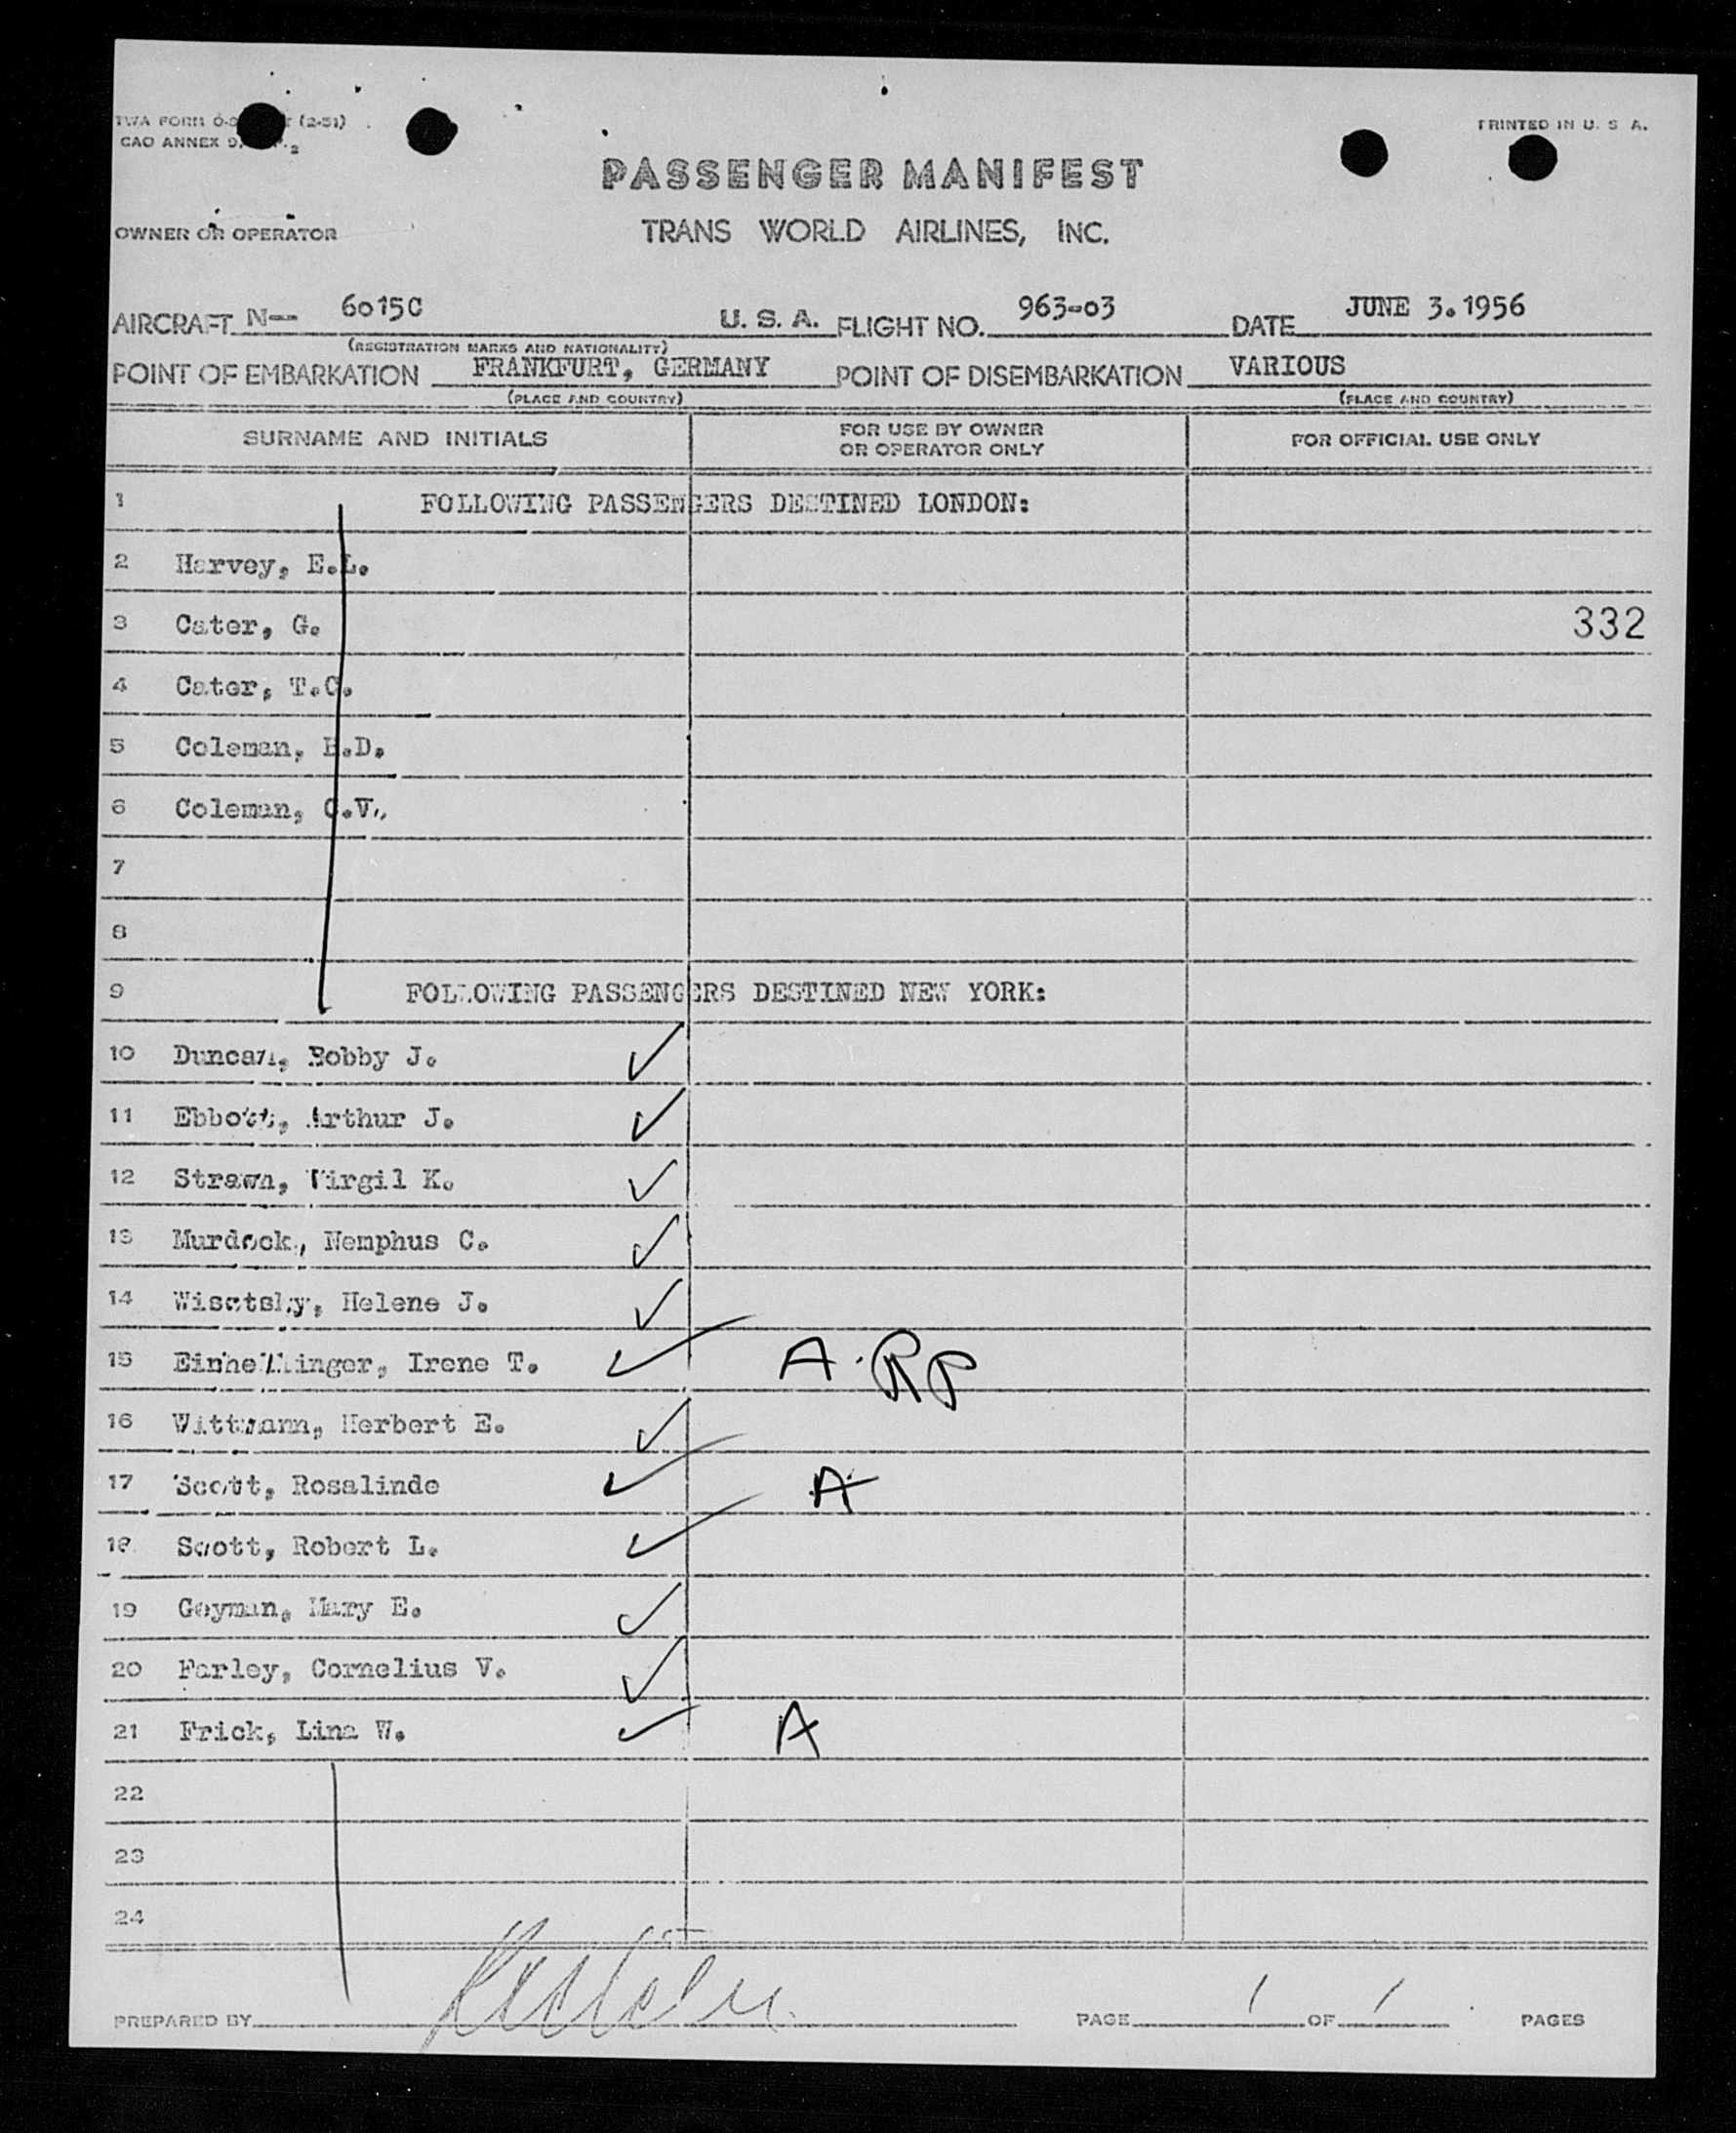 TWA FORM O- (2-51)
PRINTED IN U. S. A.
CAO ANNEX 9, 2
PASSENGER MANIFEST
OWNER OR OPERATOR
TRANS WORLD AIRLINES, INC.
AIRCRAFT N— 6015C U. S. A. FLIGHT NO. 963-03 DATE JUNE 3.1956
(REGISTRATION MARKS AND NATIONALITY)
POINT OF EMBARKATION FRANKFURT, GERMANY POINT OF DISEMBARKATION VARIOUS
(PLACE AND COUNTRY) (PLACE AND COUNTRY)
SURNAME AND INITIALS FOR USE BY OWNER OR OPERATOR ONLY FOR OFFICIAL USE ONLY
1 FOLLOWING PASSENGERS DESTINED LONDON:
2 Harvey, E.L.
3 Cater, G. 332
4 Cater, T.C.
5 Coleman, .D.
6 Coleman, C.V.
7
8
9 FOLLOWING PASSENGERS DESTINED NEW YORK:
10 Duncan, Bobby J. ✓
11 Ebbott, Arthur J. ✓
12 Strawn, Virgil K. ✓
13 Murdock, Nemphus C. ✓
14 Wisotsky, Helene J. ✓
15 Irene T. ✓ A·RP
16 Wittmann, Herbert E. ✓
17 Scott, Rosalinde ✓ A
18 Scott, Robert L. ✓
19 Geyman, Mary E. ✓
20 Farley, Cornelius V. ✓
21 Frick, Lina W. ✓ A
22
23
24
PREPARED BY PAGE 1 OF 1 PAGES